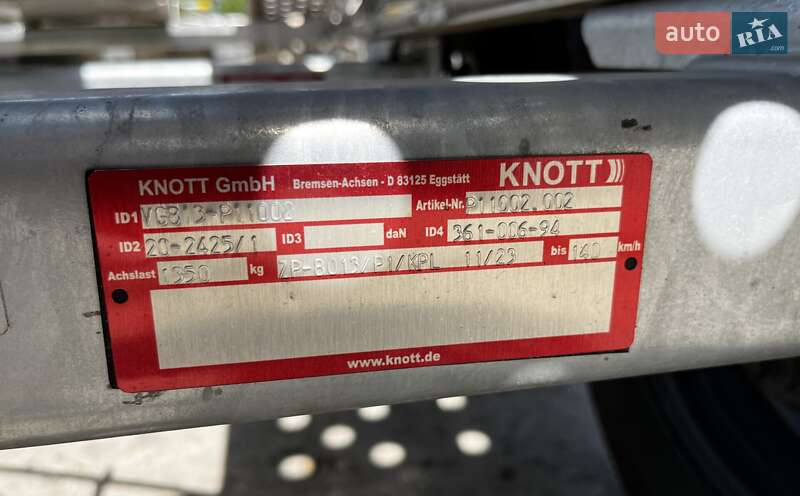 auto RIA .com
KNOTT GmbH Bremsen-Achsen - D 83125 Eggstätt KNOTT
ID1 VGB13-P11002 Artikel-Nr. P11002.002
ID2 20-2425/1 ID3 daN ID4 361-006-94
Achslast 1350 kg ZP-8013/P1/KPL 11/23 bis 140 km/h
www.knott.de